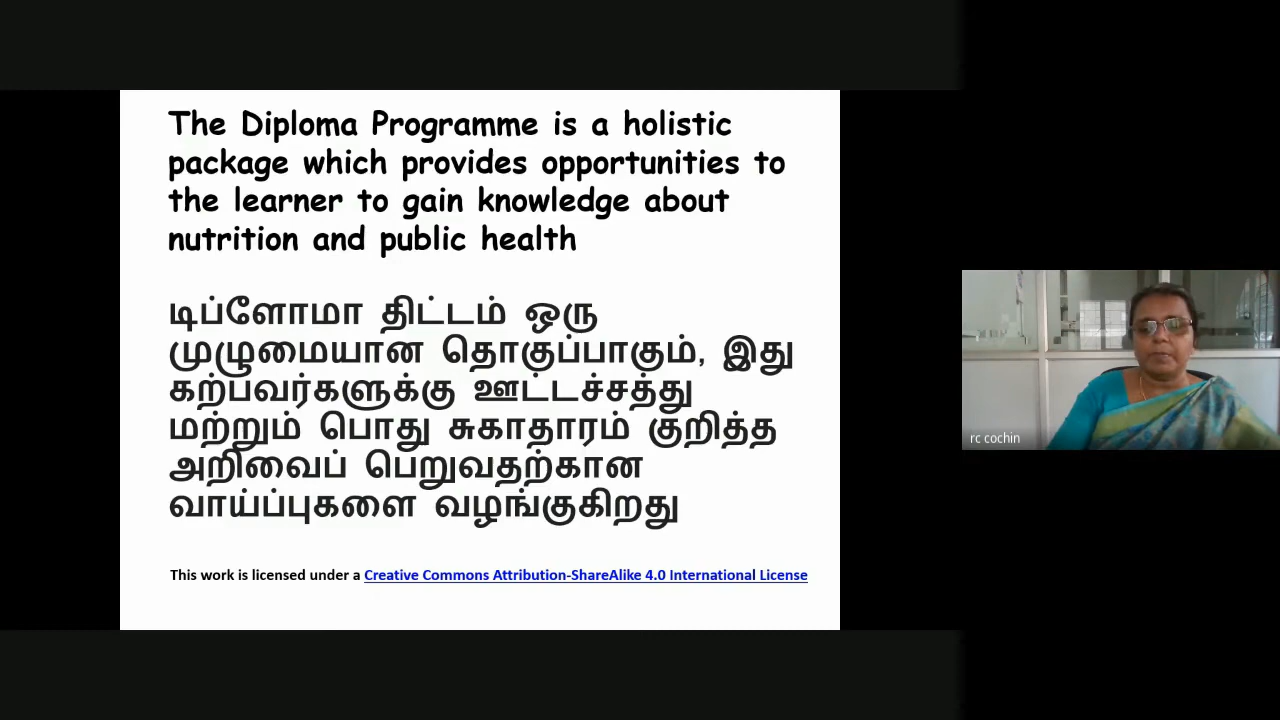 The Diploma Programme is a holistic
package which provides opportunities to
the learner to gain knowledge about
nutrition and public health
டிப்ளோமா திட்டம் ஒரு
முழுமையான தொகுப்பாகும், இது
கற்பவர்களுக்கு ஊட்டச்சத்து
மற்றும் பொது சுகாதாரம் குறித்த
அறிவைப் பெறுவதற்கான
வாய்ப்புகளை வழங்குகிறது
This work is licensed under a Creative Commons Attribution-ShareAlike 4.0 International License
rc cochin